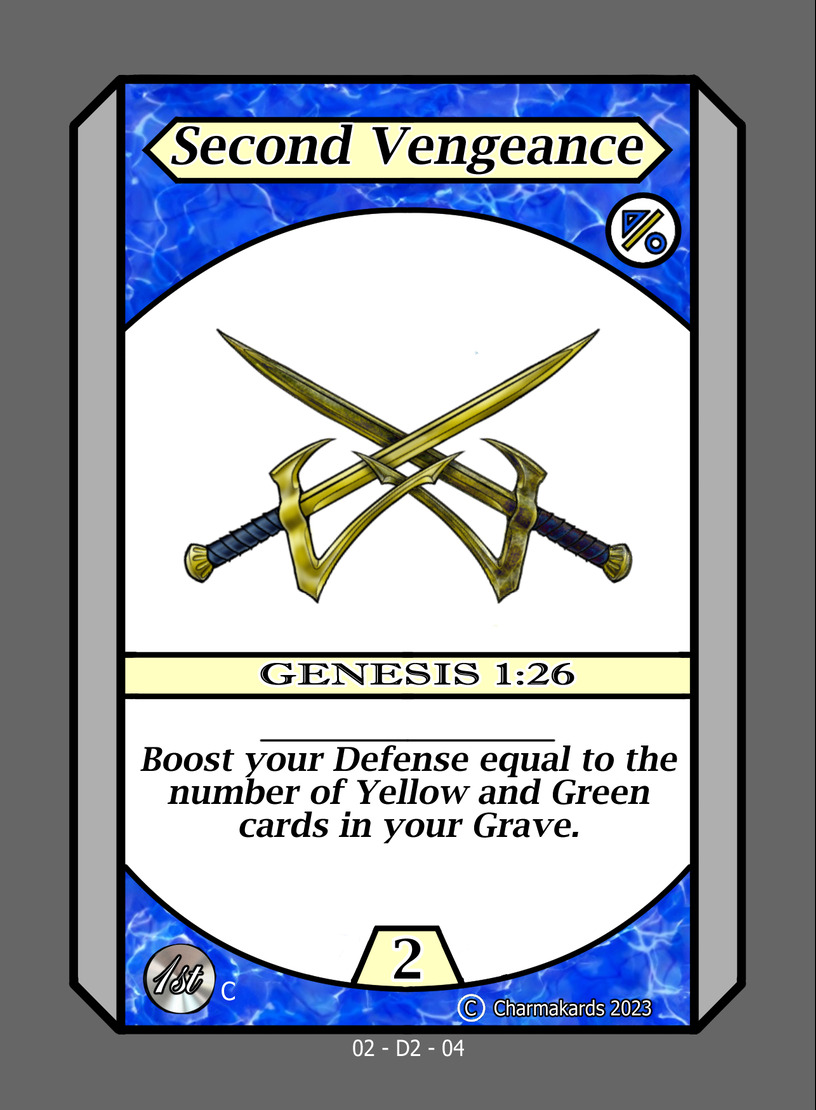 Second Vengeance
GENESIS 1:26
Boost your Defense equal to the
number of Yellow and Green
cards in your Grave.
2
1st C
© Charmakards 2023
02 - D2 - 04